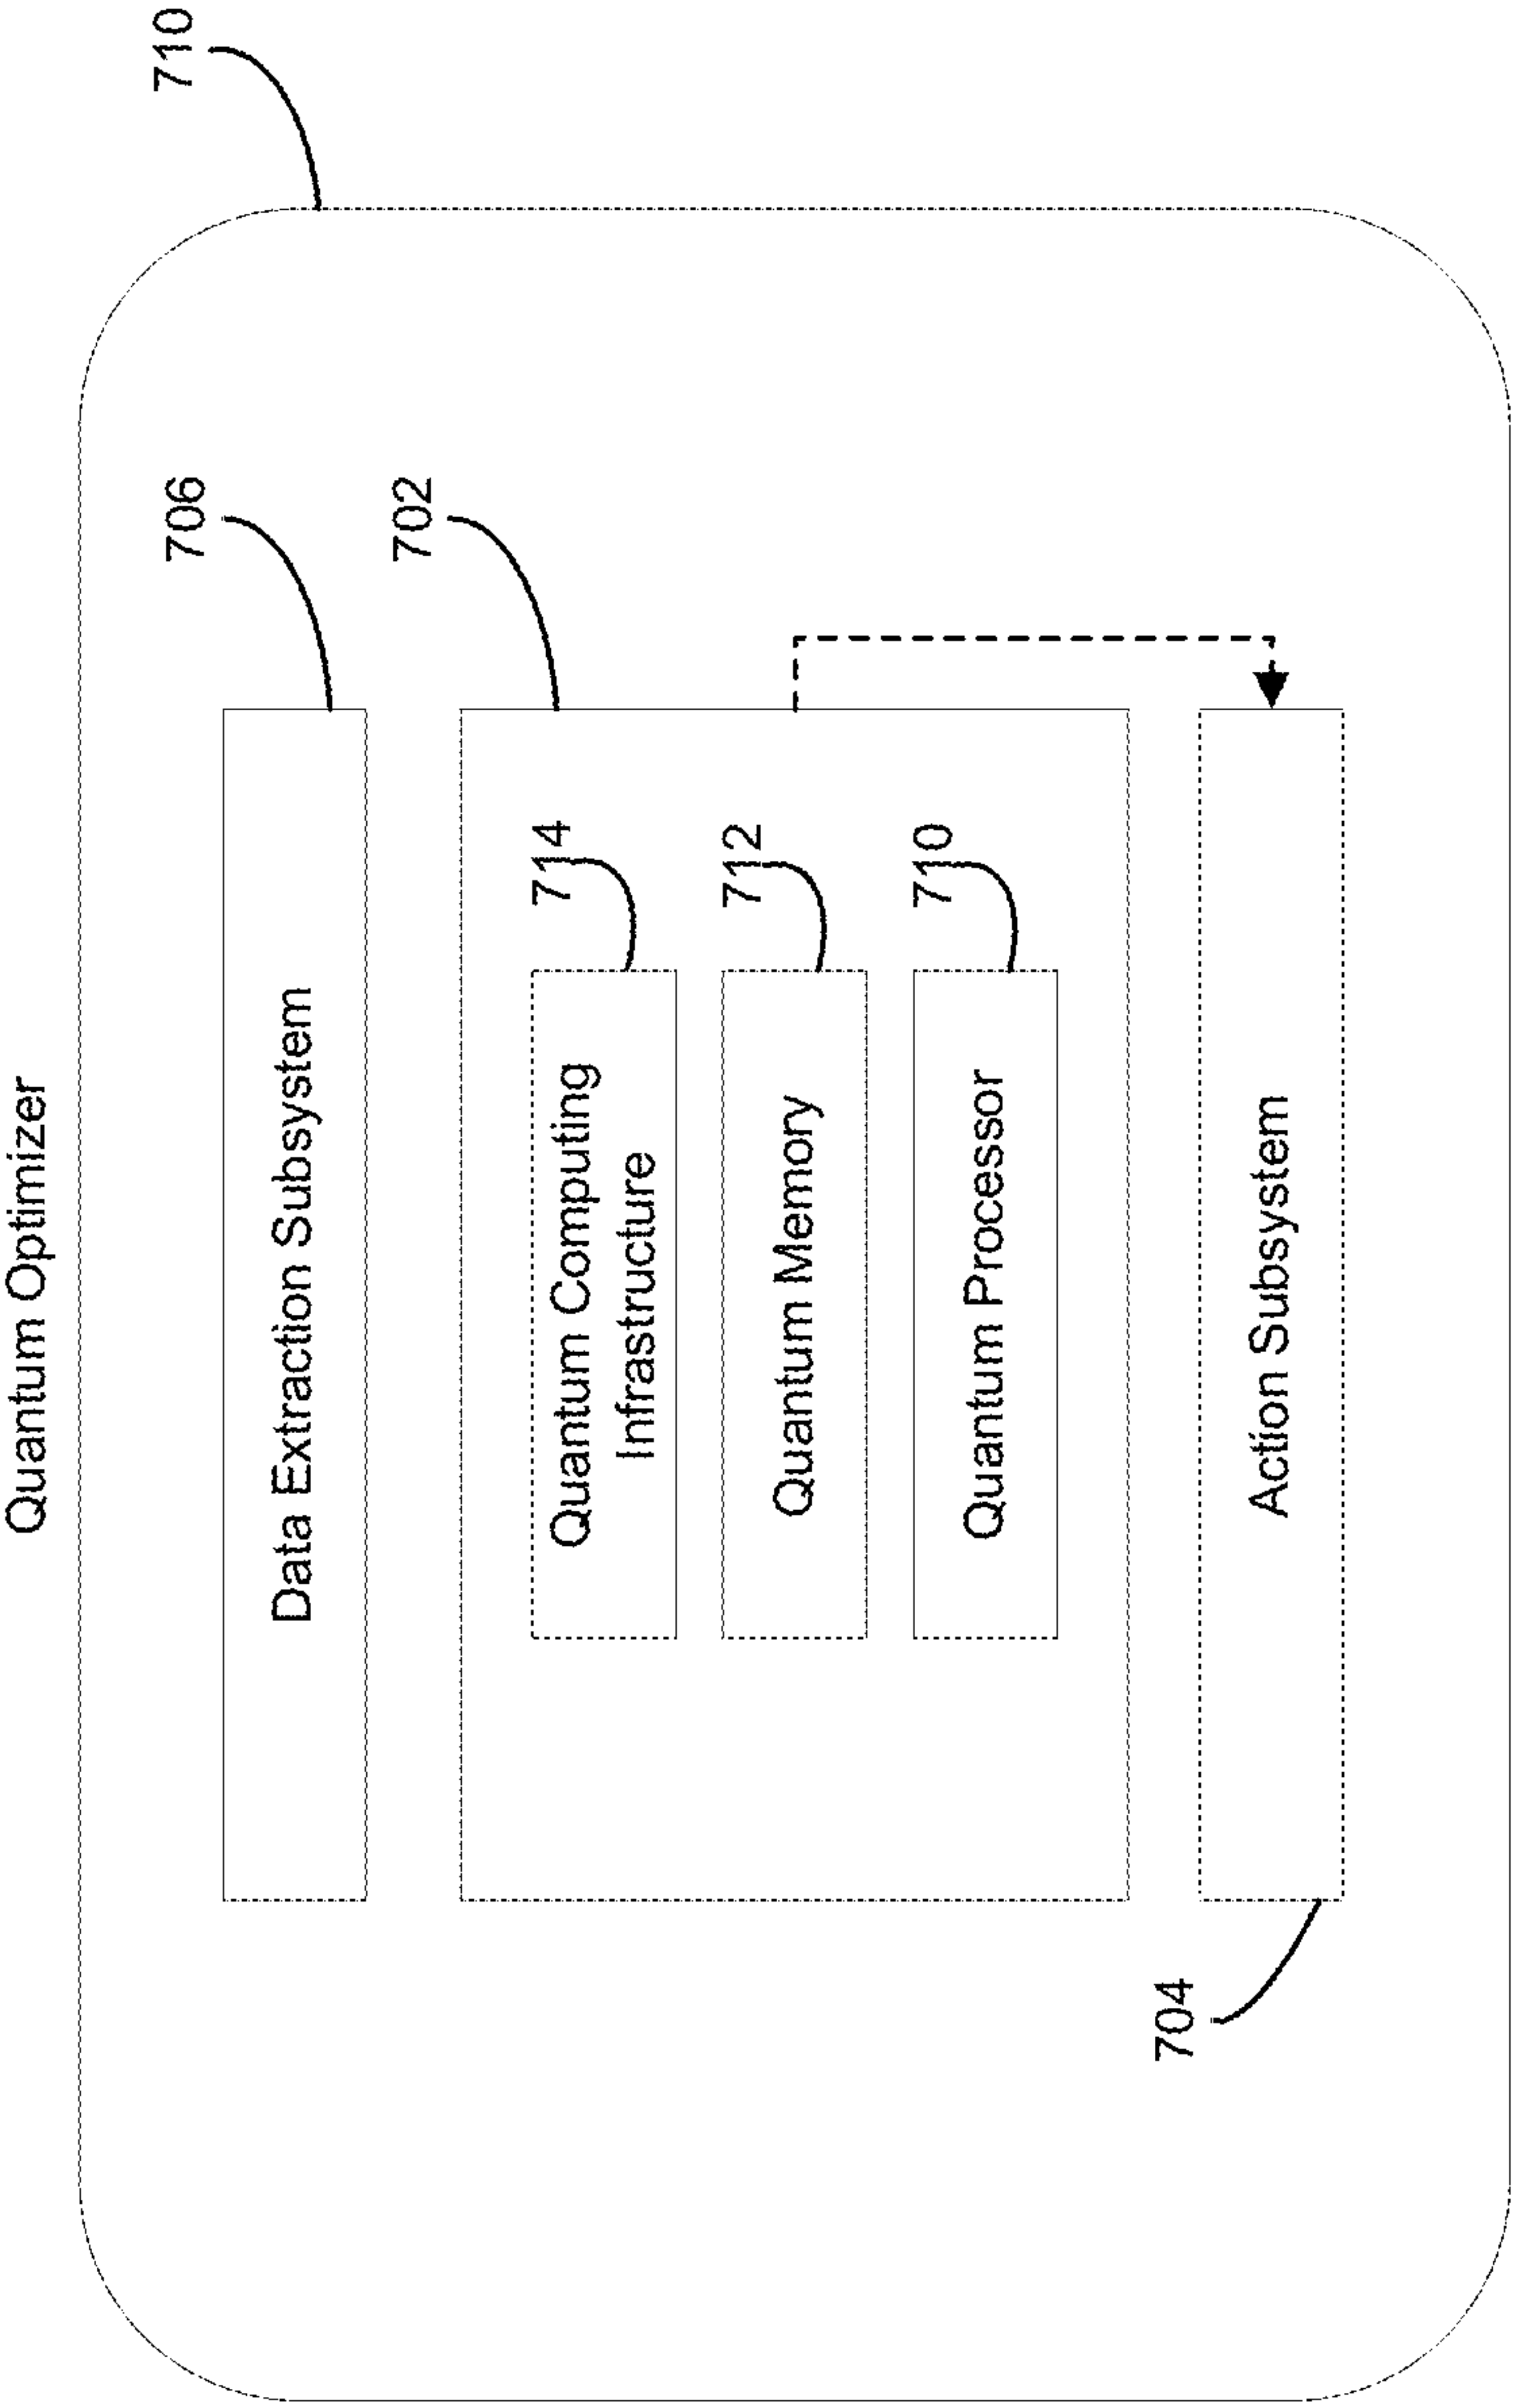 Quantum Optimizer
710
706
Data Extraction Subsystem
702
714
Quantum Computing
Infrastructure
712
Quantum Memory
710
Quantum Processor
Action Subsystem
704